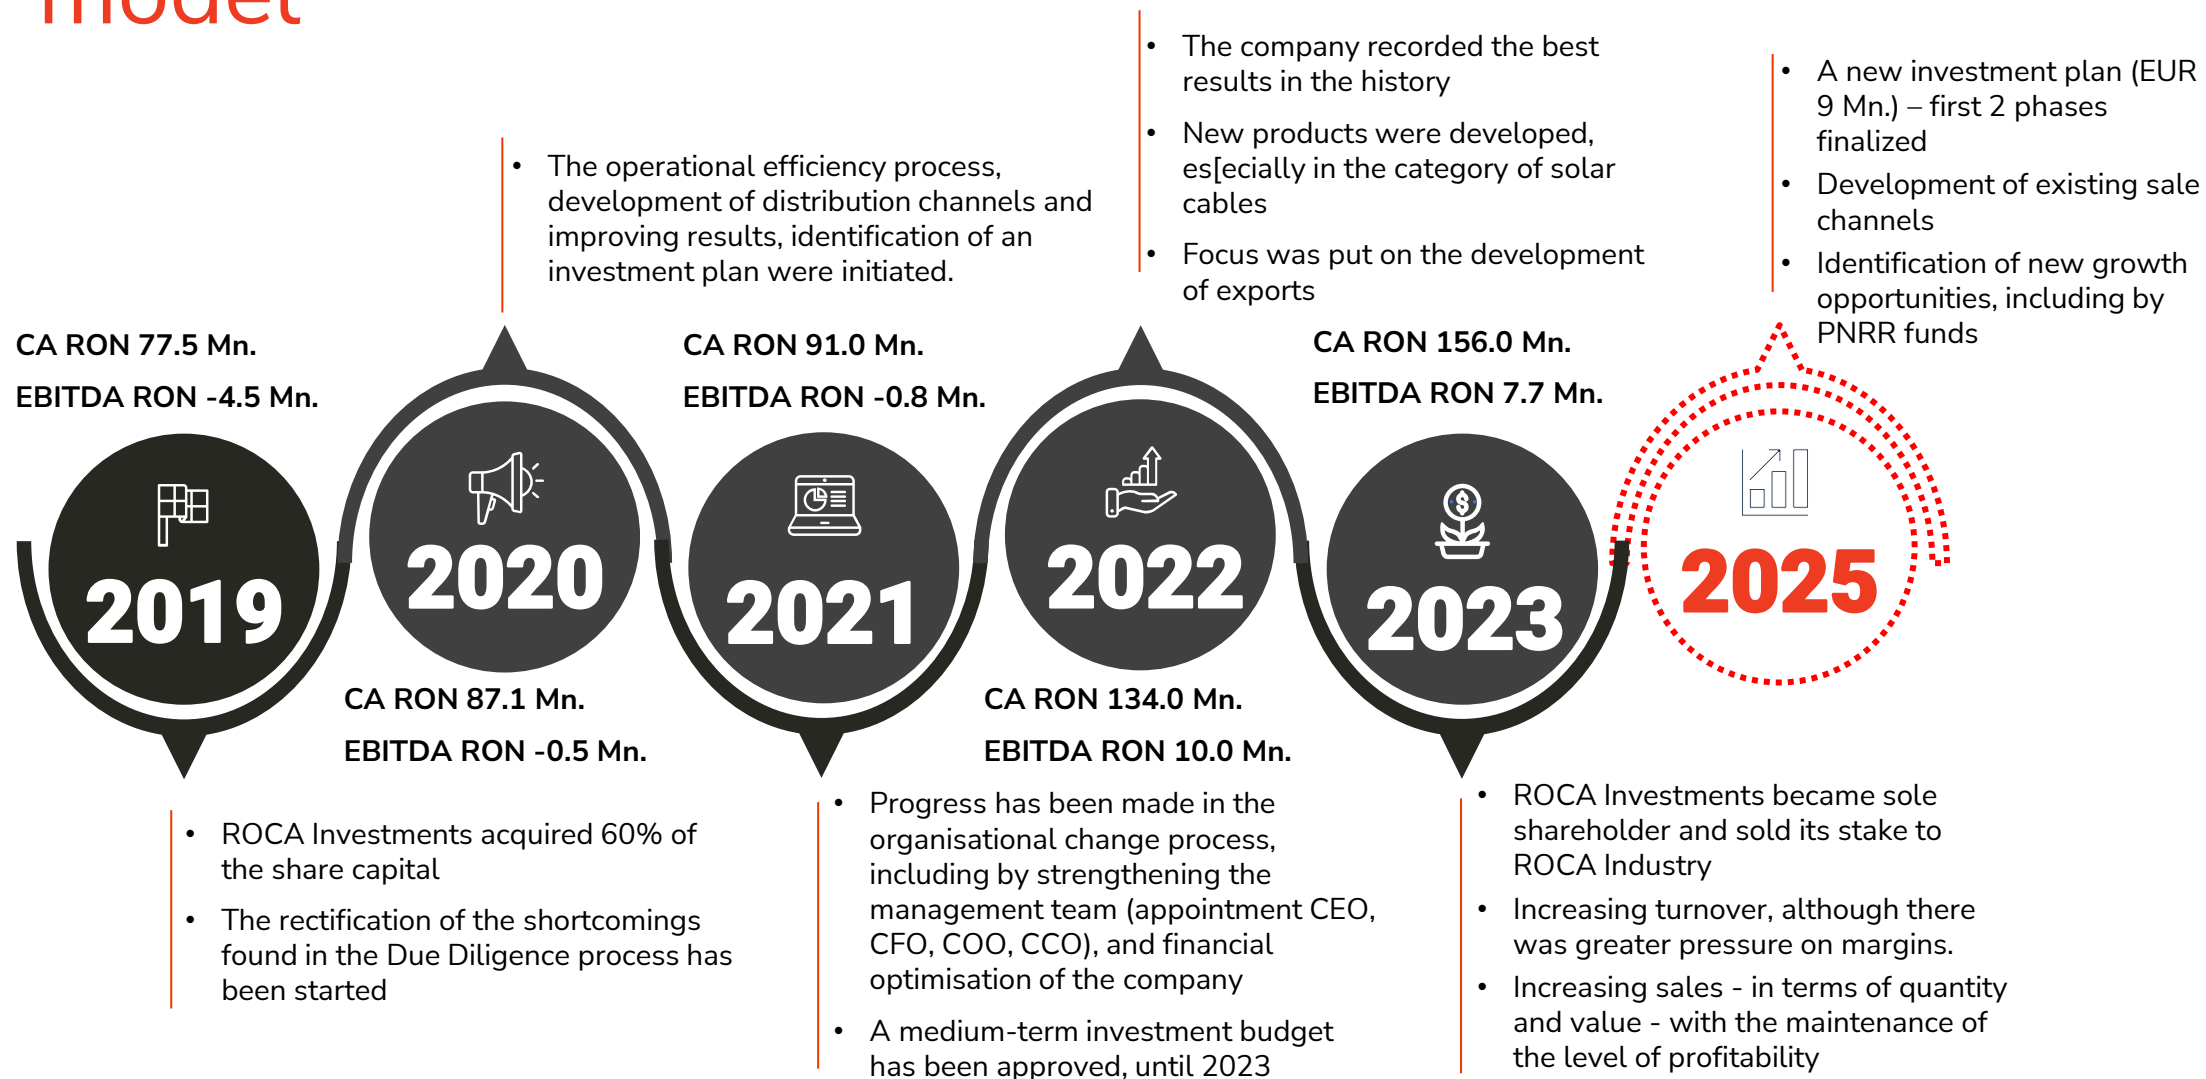 model
• The company recorded the best
results in the history
• New products were developed,
es[ecially in the category of solar
cables
• Focus was put on the development
of exports
• A new investment plan (EUR
9 Mn.) – first 2 phases
finalized
• Development of existing sale
channels
• Identification of new growth
opportunities, including by
PNRR funds
• The operational efficiency process,
development of distribution channels and
improving results, identification of an
investment plan were initiated.
CA RON 77.5 Mn.
EBITDA RON -4.5 Mn.
CA RON 91.0 Mn.
EBITDA RON -0.8 Mn.
CA RON 156.0 Mn.
EBITDA RON 7.7 Mn.
2019
2020
2021
2022
2023
2025
CA RON 87.1 Mn.
EBITDA RON -0.5 Mn.
CA RON 134.0 Mn.
EBITDA RON 10.0 Mn.
• ROCA Investments acquired 60% of
the share capital
• The rectification of the shortcomings
found in the Due Diligence process has
been started
• Progress has been made in the
organisational change process,
including by strengthening the
management team (appointment CEO,
CFO, COO, CCO), and financial
optimisation of the company
• A medium-term investment budget
has been approved, until 2023
• ROCA Investments became sole
shareholder and sold its stake to
ROCA Industry
• Increasing turnover, although there
was greater pressure on margins.
• Increasing sales - in terms of quantity
and value - with the maintenance of
the level of profitability